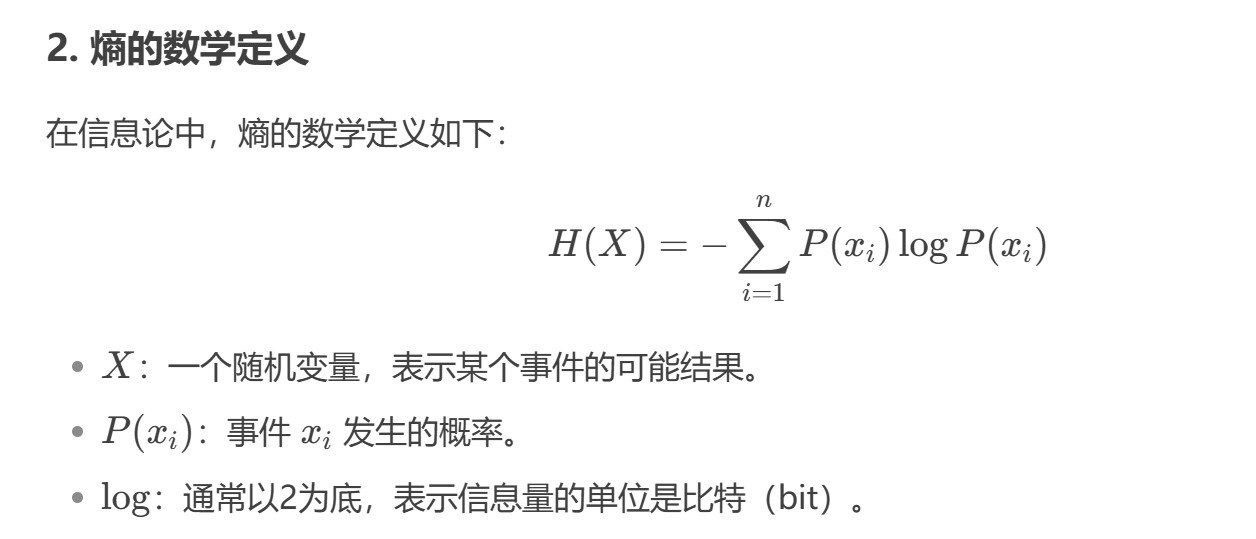 2. 熵的数学定义
在信息论中，熵的数学定义如下：
H(X) = −∑_{i=1}^{n} P(x_i) log P(x_i)
• X：一个随机变量，表示某个事件的可能结果。
• P(x_i)：事件 x_i 发生的概率。
• log：通常以2为底，表示信息量的单位是比特（bit）。